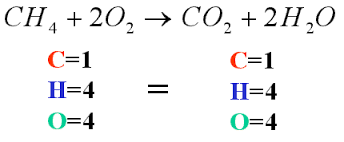 CH₄ + 2O₂ → CO₂ + 2H₂O
C=1 C=1
H=4 = H=4
O=4 O=4